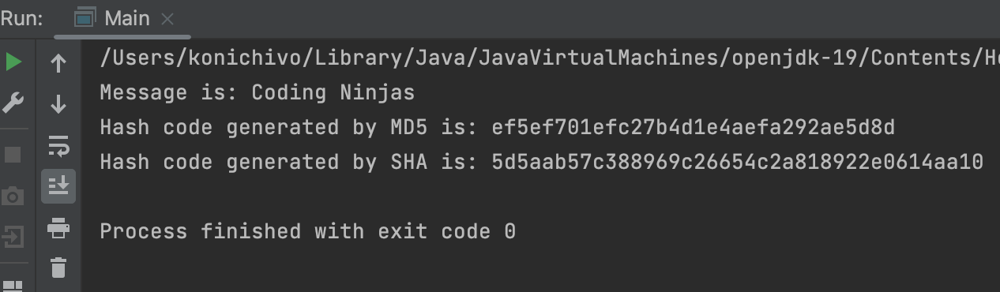 Run: Main
/Users/konichivo/Library/Java/JavaVirtualMachines/openjdk-19/Contents/
Message is: Coding Ninjas
Hash code generated by MD5 is: ef5ef701efc27b4d1e4aefa292ae5d8d
Hash code generated by SHA is: 5d5aab57c388969c26654c2a818922e0614aa10
Process finished with exit code 0